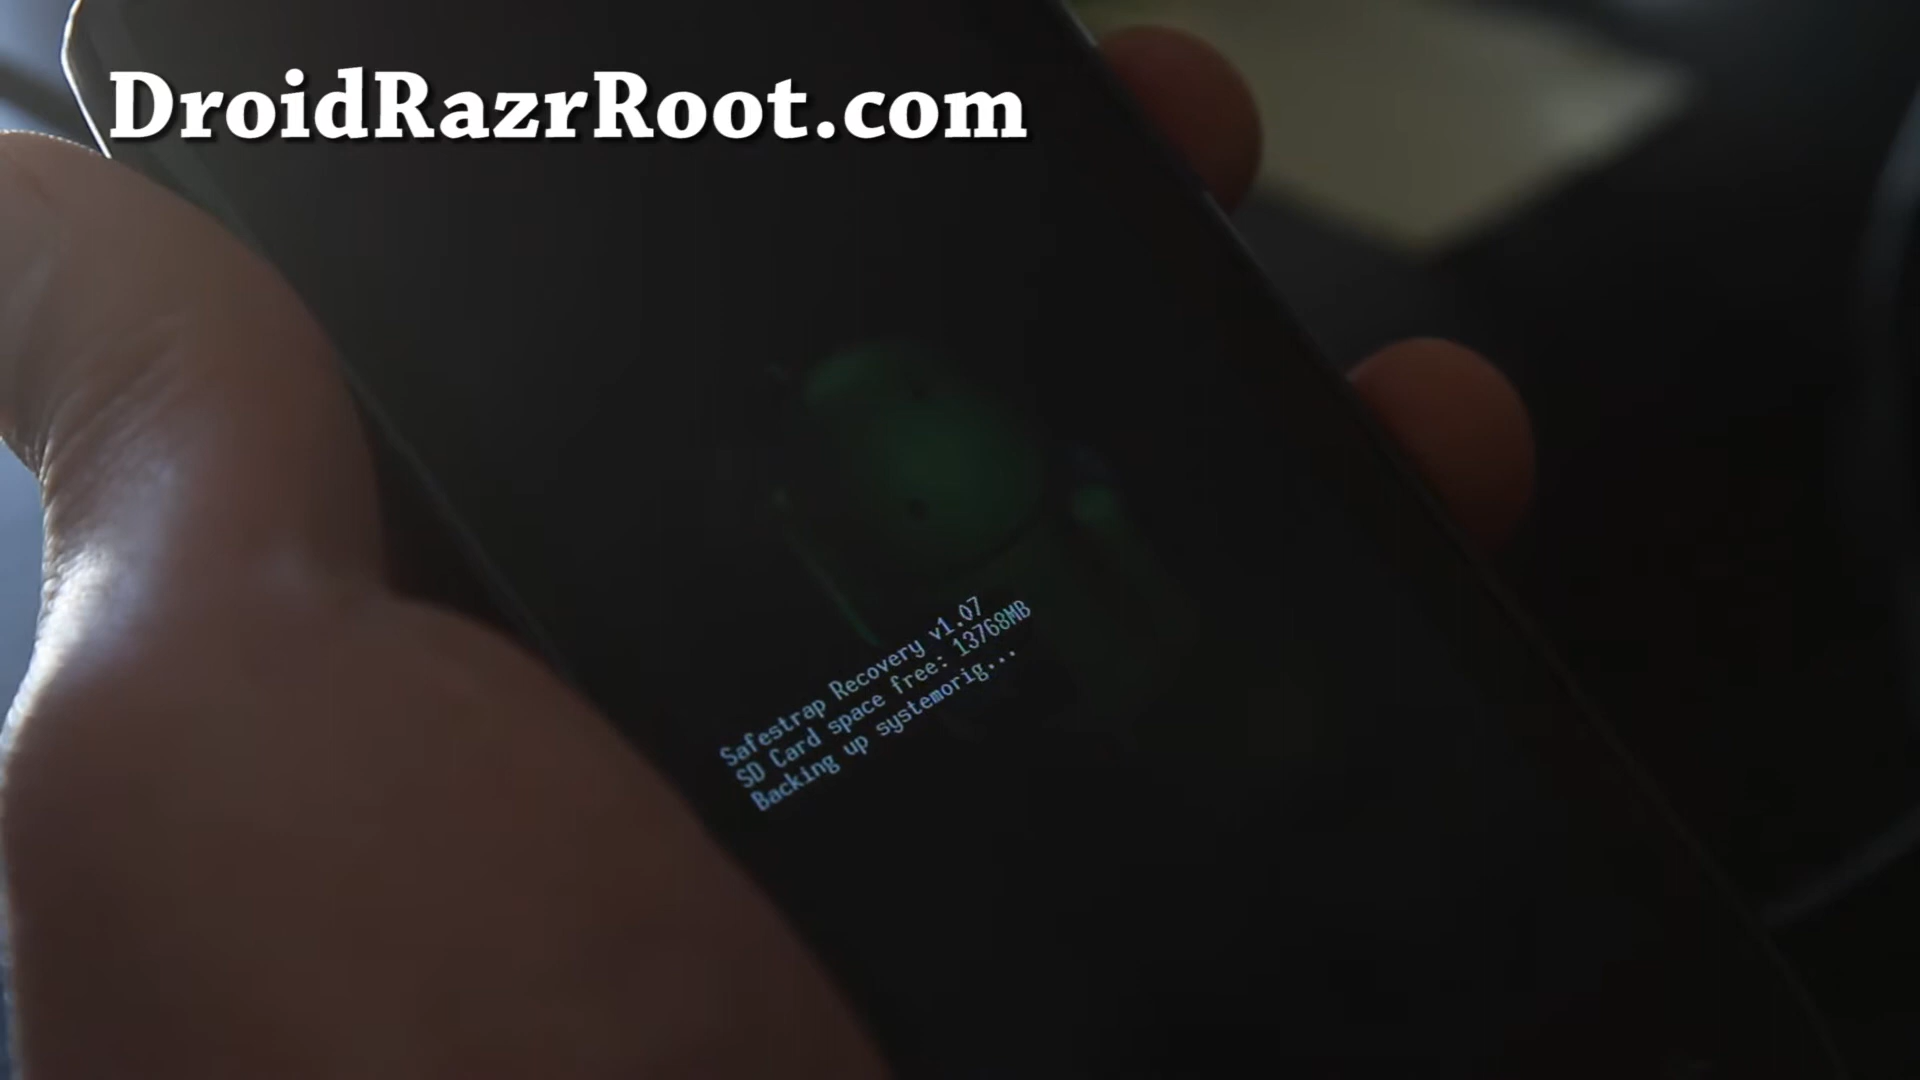 DroidRazrRoot.com
Safestrap Recovery v1.07
SD Card space free: 13768MB
Backing up systemorig...